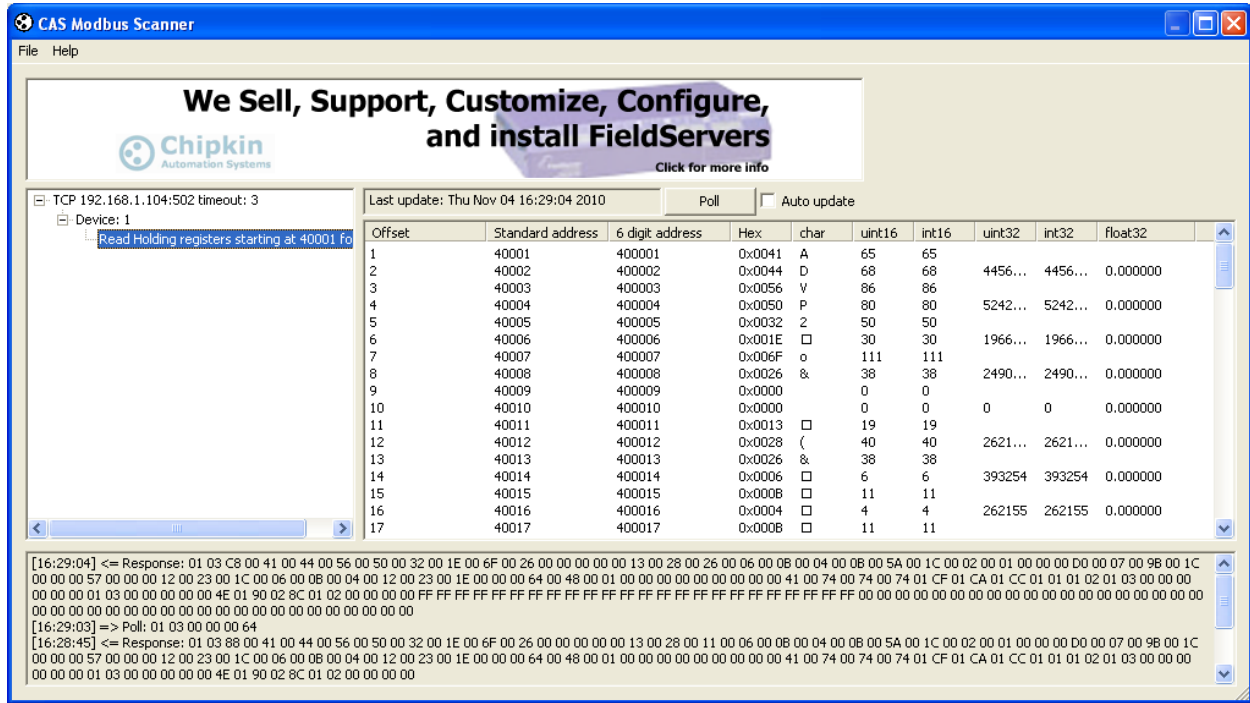 CAS Modbus Scanner
File Help
We Sell, Support, Customize, Configure,
and install FieldServers
Chipkin
Automation Systems
Click for more info
TCP 192.168.1.104:502 timeout: 3
Device: 1
Read Holding registers starting at 40001 fo
Last update: Thu Nov 04 16:29:04 2010 Poll Auto update
Offset Standard address 6 digit address Hex char uint16 int16 uint32 int32 float32
1 40001 400001 0x0041 A 65 65
2 40002 400002 0x0044 D 68 68 4456... 4456... 0.000000
3 40003 400003 0x0056 V 86 86
4 40004 400004 0x0050 P 80 80 5242... 5242... 0.000000
5 40005 400005 0x0032 2 50 50
6 40006 400006 0x001E □ 30 30 1966... 1966... 0.000000
7 40007 400007 0x006F o 111 111
8 40008 400008 0x0026 & 38 38 2490... 2490... 0.000000
9 40009 400009 0x0000 0 0
10 40010 400010 0x0000 0 0 0 0 0.000000
11 40011 400011 0x0013 □ 19 19
12 40012 400012 0x0028 ( 40 40 2621... 2621... 0.000000
13 40013 400013 0x0026 & 38 38
14 40014 400014 0x0006 □ 6 6 393254 393254 0.000000
15 40015 400015 0x000B □ 11 11
16 40016 400016 0x0004 □ 4 4 262155 262155 0.000000
17 40017 400017 0x000B □ 11 11
[16:29:04] <= Response: 01 03 C8 00 41 00 44 00 56 00 50 00 32 00 1E 00 6F 00 26 00 00 00 00 00 13 00 28 00 26 00 06 00 0B 00 04 00 0B 00 5A 00 1C 00 02 00 01 00 00 00 D0 00 07 00 9B 00 1C
00 00 00 57 00 00 00 12 00 23 00 1C 00 06 00 0B 00 04 00 12 00 23 00 1E 00 00 00 64 00 48 00 01 00 00 00 00 00 00 00 00 00 41 00 74 00 74 00 74 01 CF 01 CA 01 CC 01 01 01 02 01 03 00 00 00
00 00 00 01 03 00 00 00 00 00 4E 01 90 02 8C 01 02 00 00 00 00 FF FF FF FF FF FF FF FF FF FF FF FF FF FF FF FF FF FF FF FF FF FF FF FF FF FF FF FF 00 00 00 00 00 00 00 00 00 00 00 00 00 00 00 00 00 00
00 00 00 00 00 00 00 00 00 00 00 00 00 00 00 00 00 00 00 00
[16:29:03] => Poll: 01 03 00 00 00 64
[16:28:45] <= Response: 01 03 88 00 41 00 44 00 56 00 50 00 32 00 1E 00 6F 00 26 00 00 00 00 00 13 00 28 00 11 00 06 00 0B 00 04 00 0B 00 5A 00 1C 00 02 00 01 00 00 00 D0 00 07 00 9B 00 1C
00 00 00 57 00 00 00 12 00 23 00 1C 00 06 00 0B 00 04 00 12 00 23 00 1E 00 00 00 64 00 48 00 01 00 00 00 00 00 00 00 00 00 41 00 74 00 74 00 74 01 CF 01 CA 01 CC 01 01 01 02 01 03 00 00 00
00 00 00 01 03 00 00 00 00 00 4E 01 90 02 8C 01 02 00 00 00 00